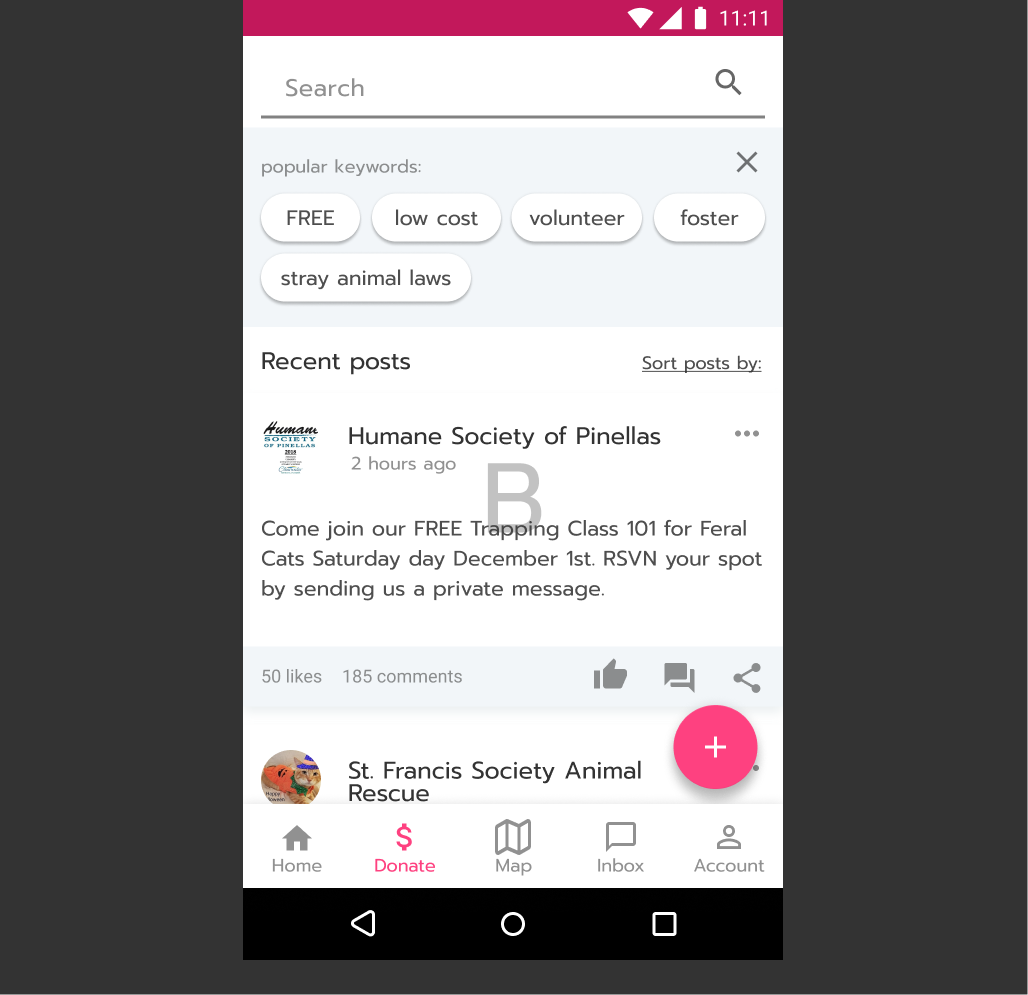 11:11
Search
popular keywords:
FREE
low cost
volunteer
foster
stray animal laws
Recent posts
Sort posts by:
Humane
SOCIETY
OF PINELLAS
2018
Humane Society of Pinellas
2 hours ago
B
Come join our FREE Trapping Class 101 for Feral
Cats Saturday day December 1st. RSVN your spot
by sending us a private message.
50 likes
185 comments
St. Francis Society Animal
Rescue
Happy
Home
Donate
Map
Inbox
Account